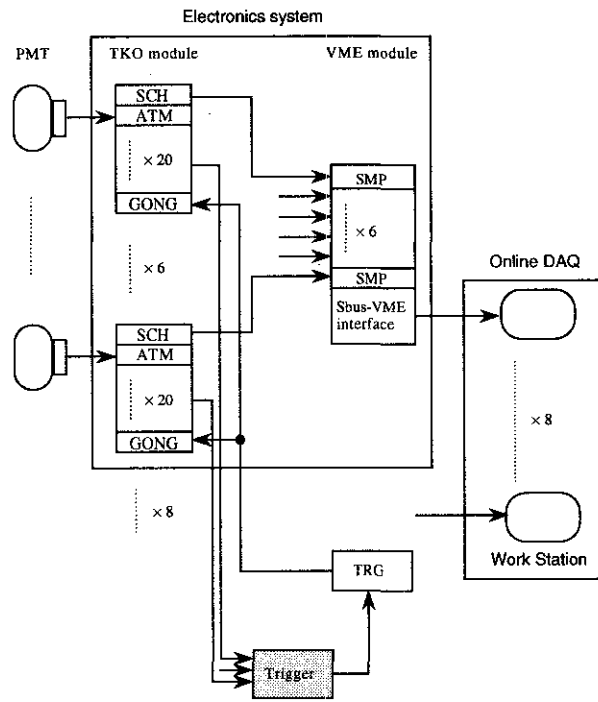 Electronics system
PMT
TKO module
VME module
SCH
ATM
× 20
GONG
× 6
SCH
ATM
× 20
GONG
× 8
SMP
× 6
SMP
Sbus-VME
interface
Online DAQ
× 8
Work Station
TRG
Trigger